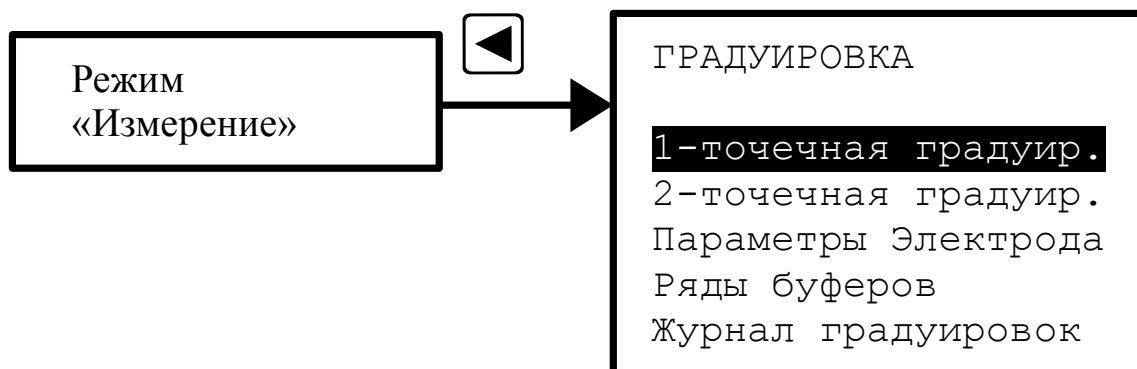 Режим
«Измерение»
ГРАДУИРОВКА
1-точечная градуир.
2-точечная градуир.
Параметры Электрода
Ряды буферов
Журнал градуировок